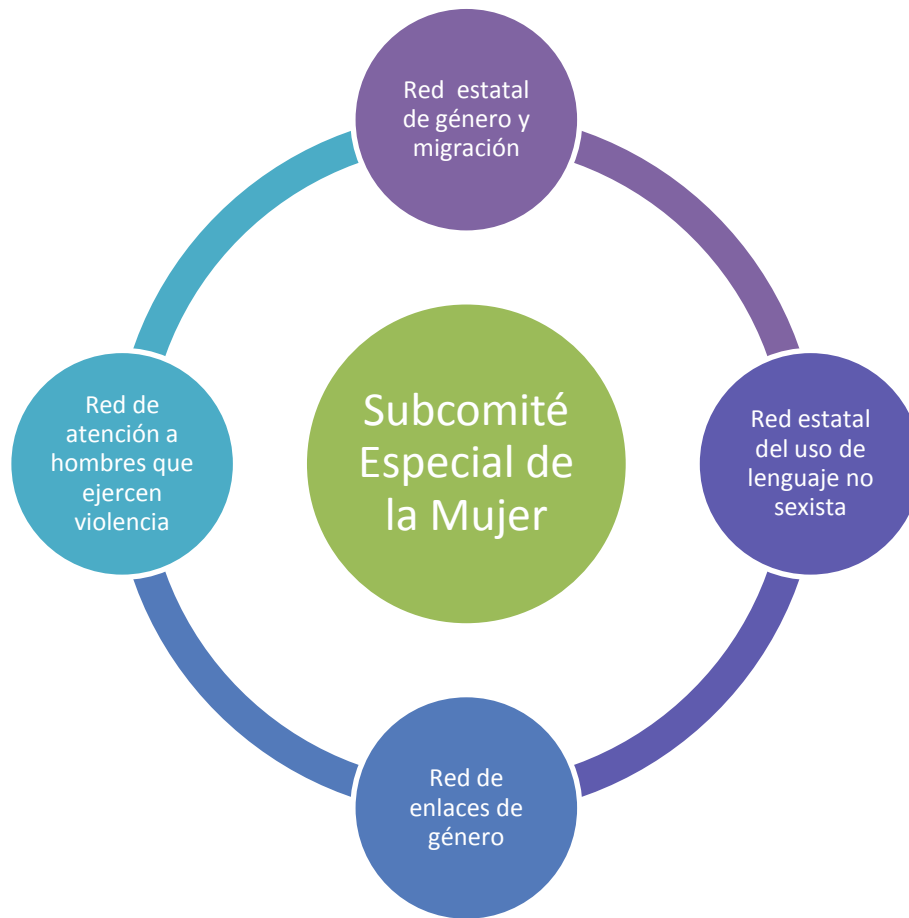 Red estatal
de género y
migración
Red de
atención a
hombres que
ejercen
violencia
Subcomité
Especial de
la Mujer
Red estatal
del uso de
lenguaje no
sexista
Red de
enlaces de
género